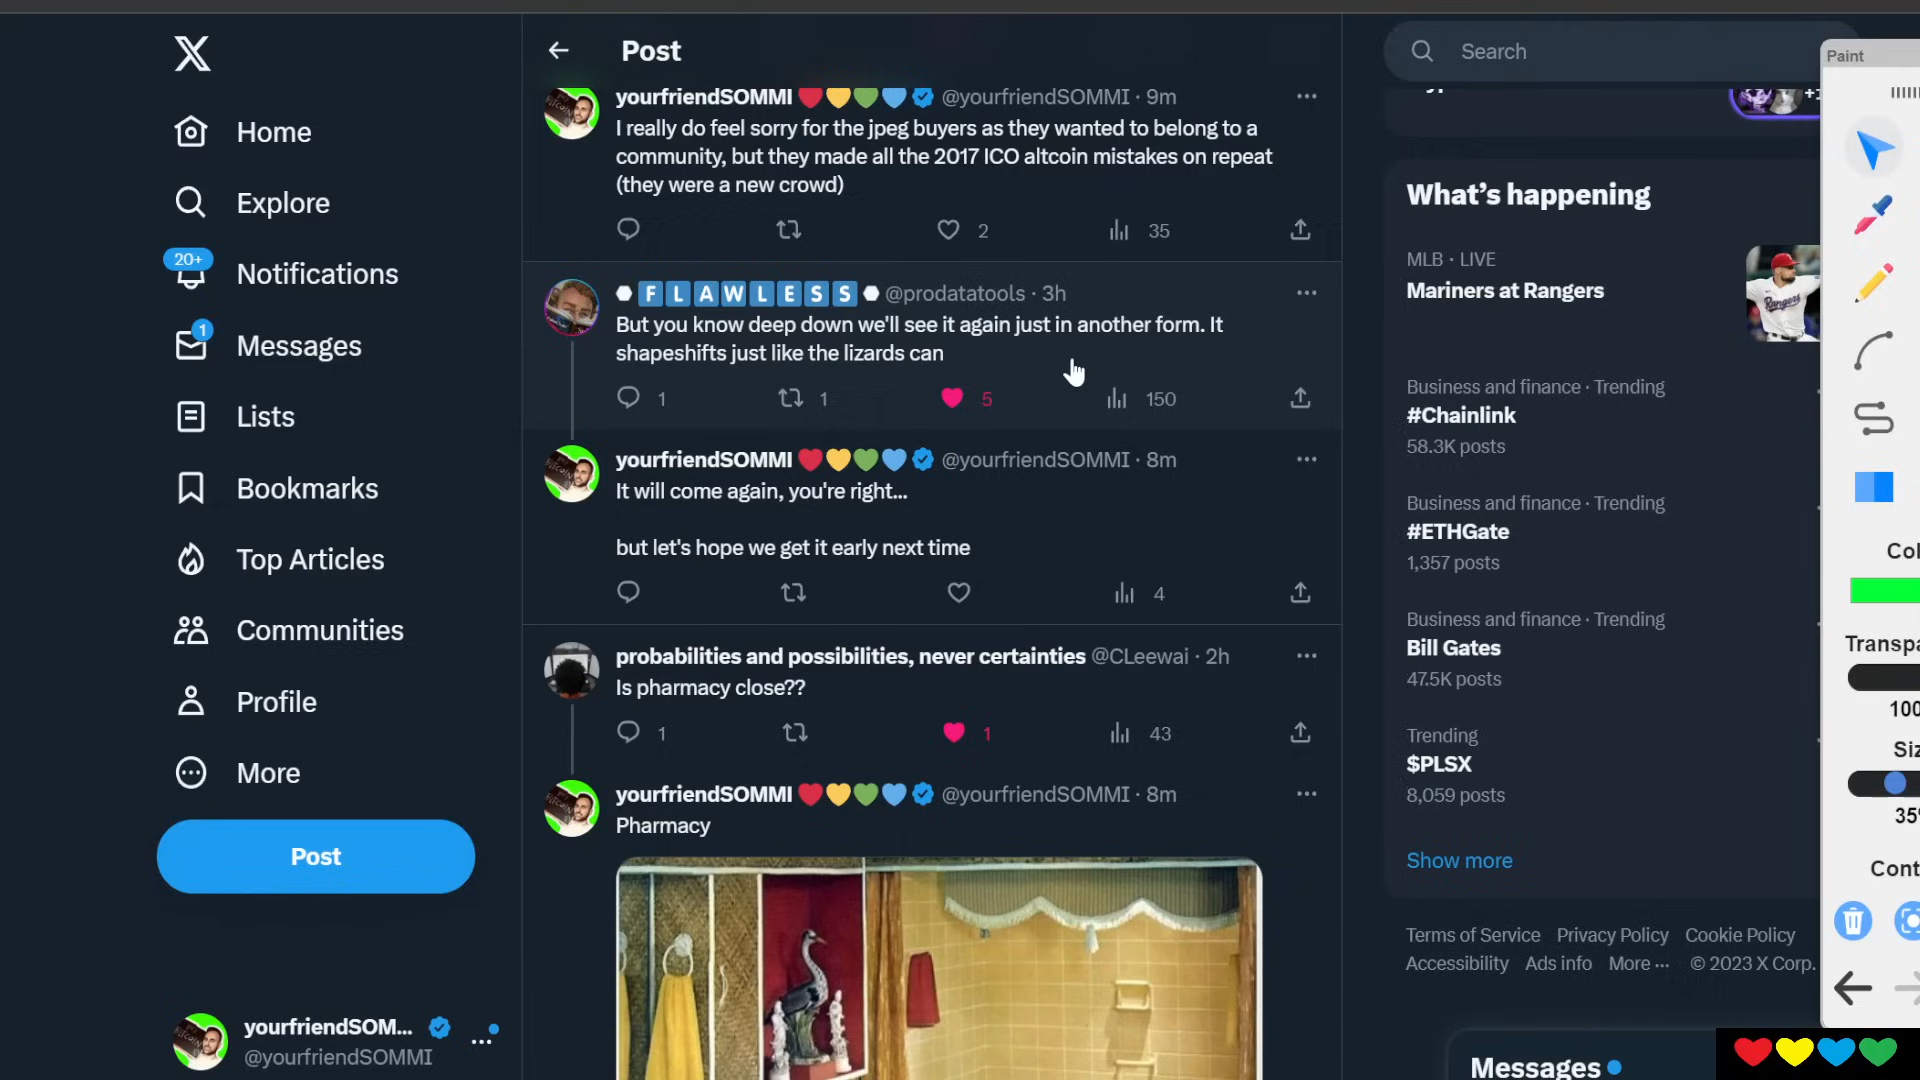 X
Home
Explore
20+
Notifications
1
Messages
Lists
Bookmarks
Top Articles
Communities
Profile
More
Post
yourfriendSOM...
@yourfriendSOMMI
Post
yourfriendSOMMI ❤️💛💚💙 @yourfriendSOMMI · 9m
I really do feel sorry for the jpeg buyers as they wanted to belong to a
community, but they made all the 2017 ICO altcoin mistakes on repeat
(they were a new crowd)
2 35
FLAWLESS @prodatatools · 3h
But you know deep down we'll see it again just in another form. It
shapeshifts just like the lizards can
1 1 5 150
yourfriendSOMMI ❤️💛💚💙 @yourfriendSOMMI · 8m
It will come again, you're right...
but let's hope we get it early next time
4
probabilities and possibilities, never certainties @CLeewai · 2h
Is pharmacy close??
1 1 43
yourfriendSOMMI ❤️💛💚💙 @yourfriendSOMMI · 8m
Pharmacy
Search
What's happening
MLB · LIVE
Mariners at Rangers
Business and finance · Trending
#Chainlink
58.3K posts
Business and finance · Trending
#ETHGate
1,357 posts
Business and finance · Trending
Bill Gates
47.5K posts
Trending
$PLSX
8,059 posts
Show more
Terms of Service Privacy Policy Cookie Policy
Accessibility Ads info More ··· © 2023 X Corp.
Messages
Paint
Col
Transpa
100
Siz
35
Cont